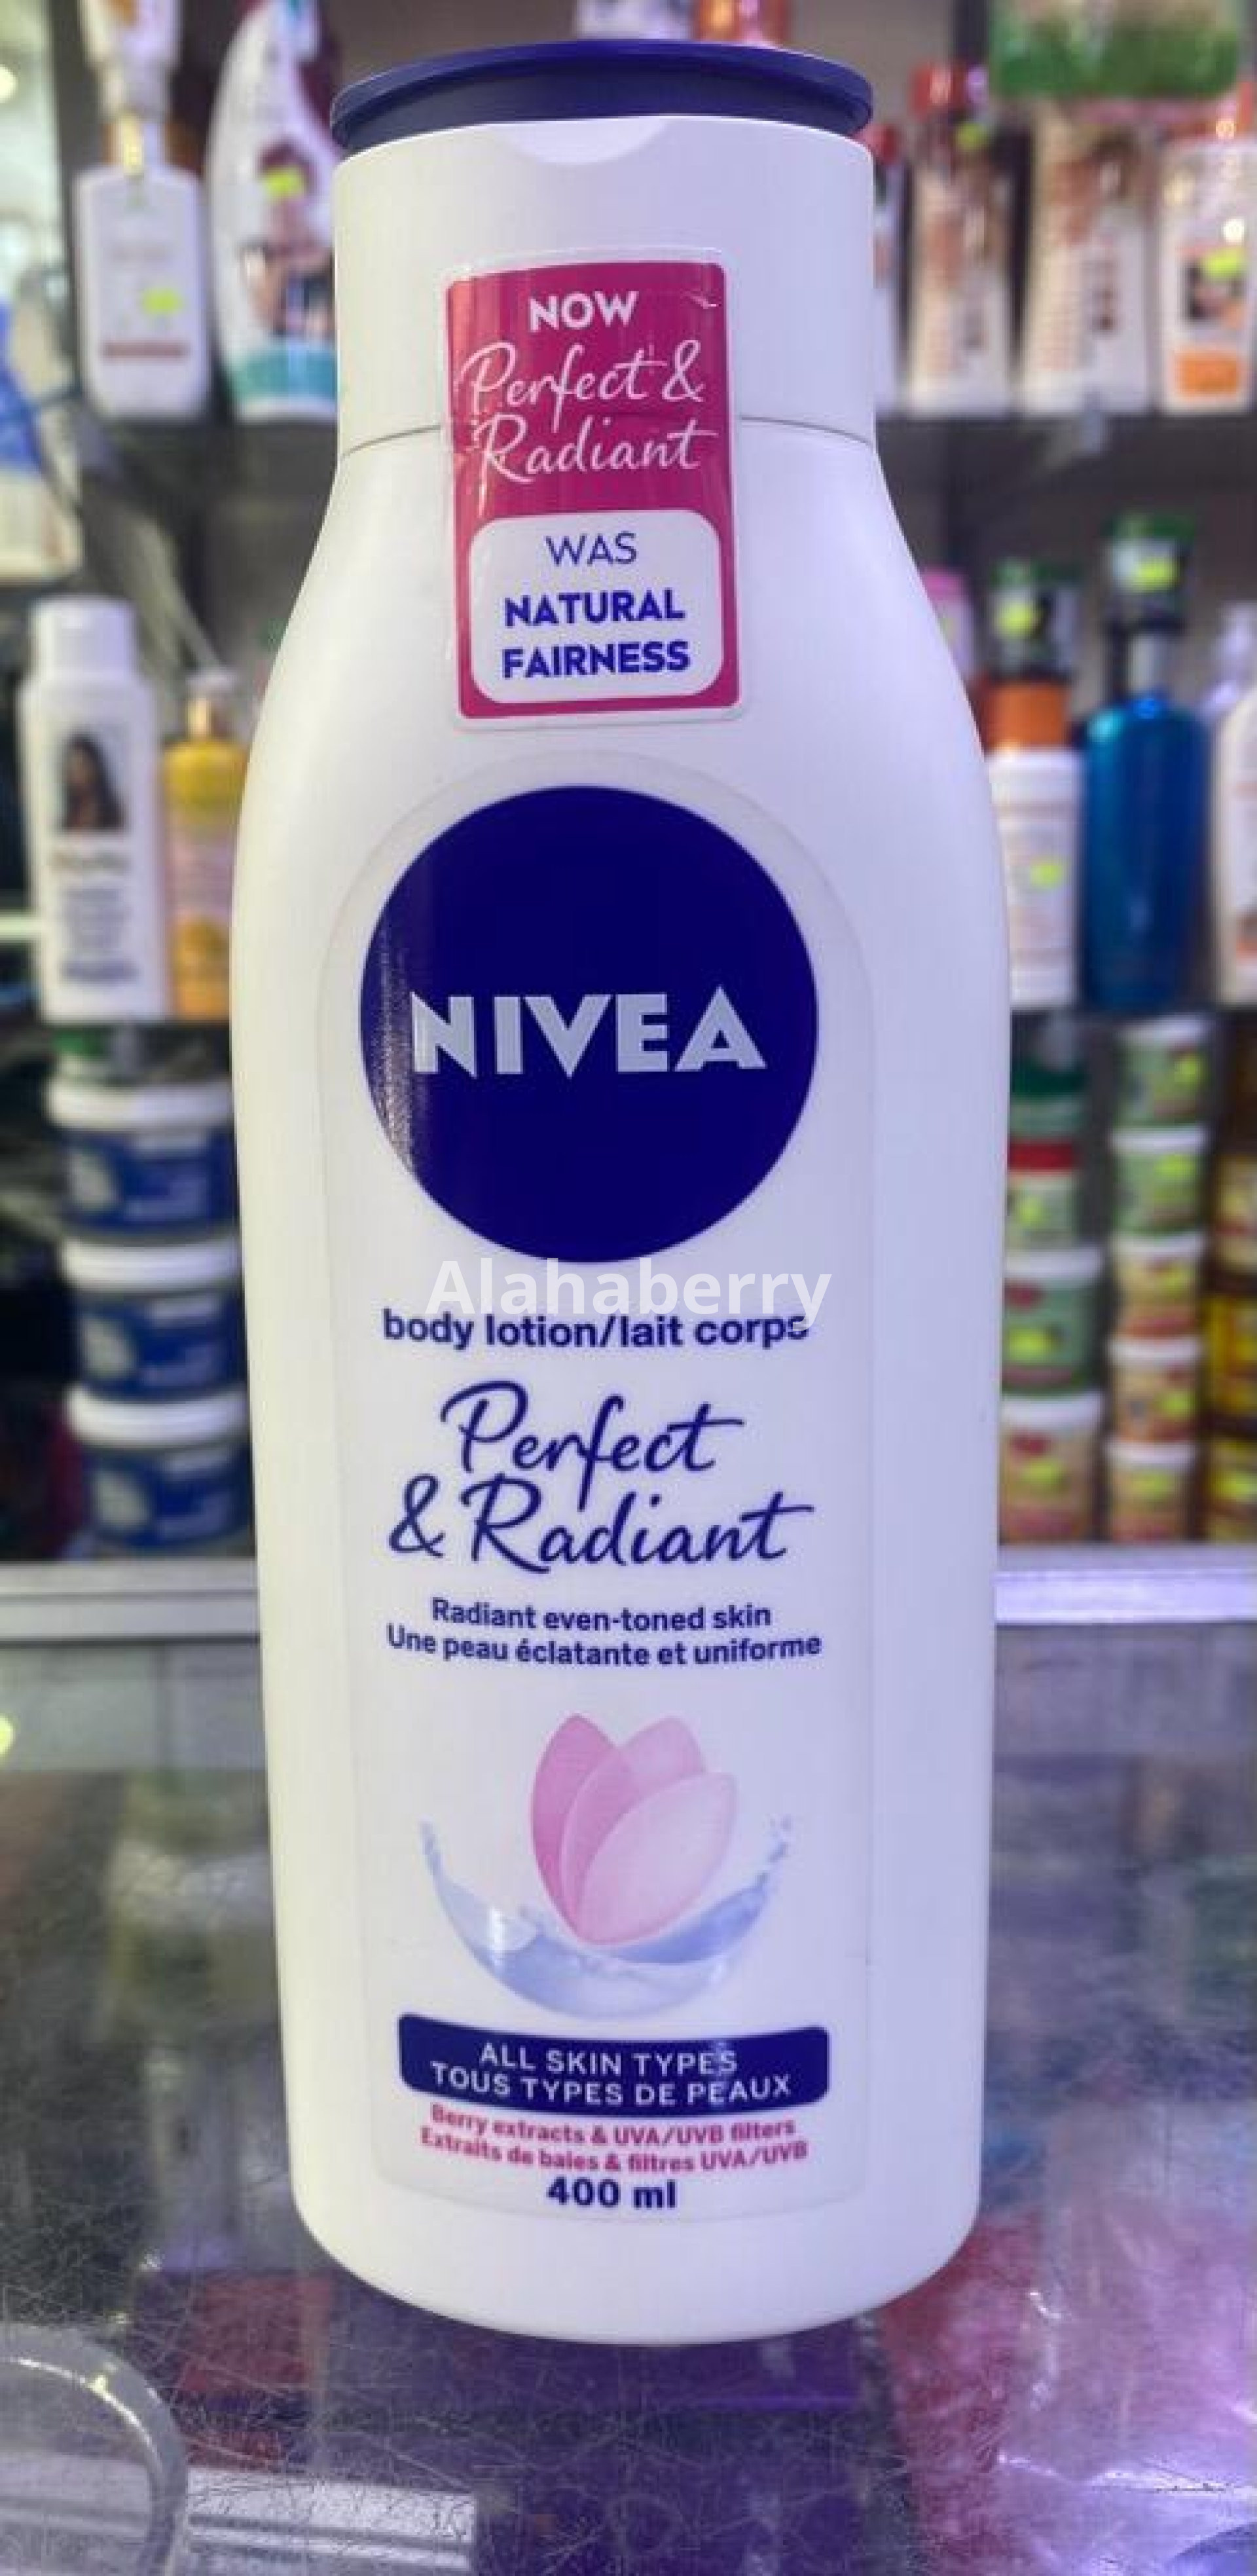 NOW
Perfect &
Radiant
WAS
NATURAL
FAIRNESS
NIVEA
Alahaberry
body lotion/lait corps
Perfect
& Radiant
Radiant even-toned skin
Une peau éclatante et uniforme
ALL SKIN TYPES
TOUS TYPES DE PEAUX
Berry extracts & UVA/UVB filters
Extraits de baies & filtres UVA/UVB
400 ml